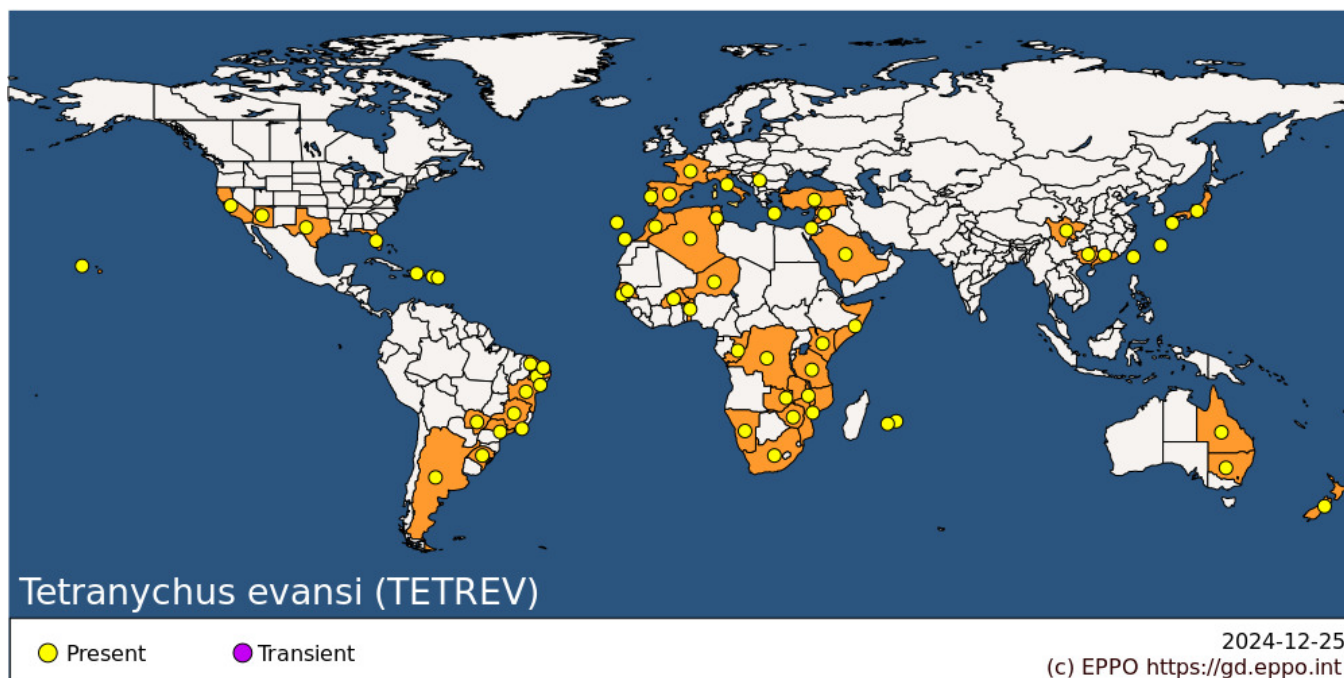 Tetranychus evansi (TETREV)
Present
Transient
2024-12-25
(c) EPPO https://gd.eppo.int